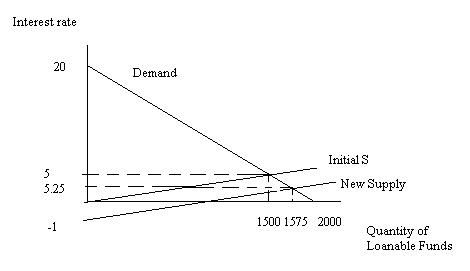 Interest rate
20
Demand
Initial S
5
New Supply
5.25
-1
1500 1575 2000
Quantity of
Loanable Funds